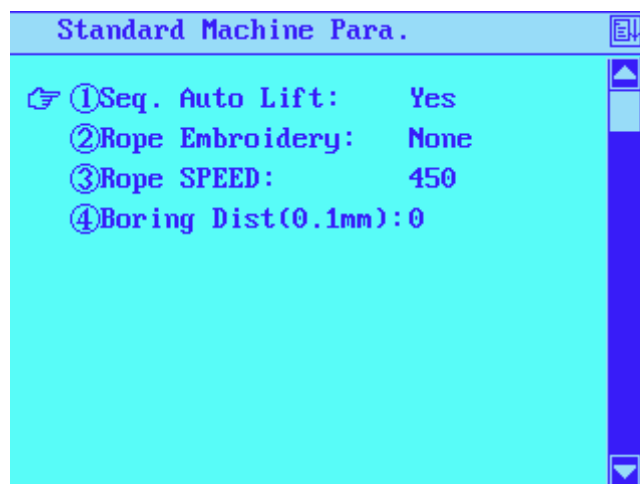 Standard Machine Para.
①Seq. Auto Lift: Yes
②Rope Embroidery: None
③Rope SPEED: 450
④Boring Dist(0.1mm):0